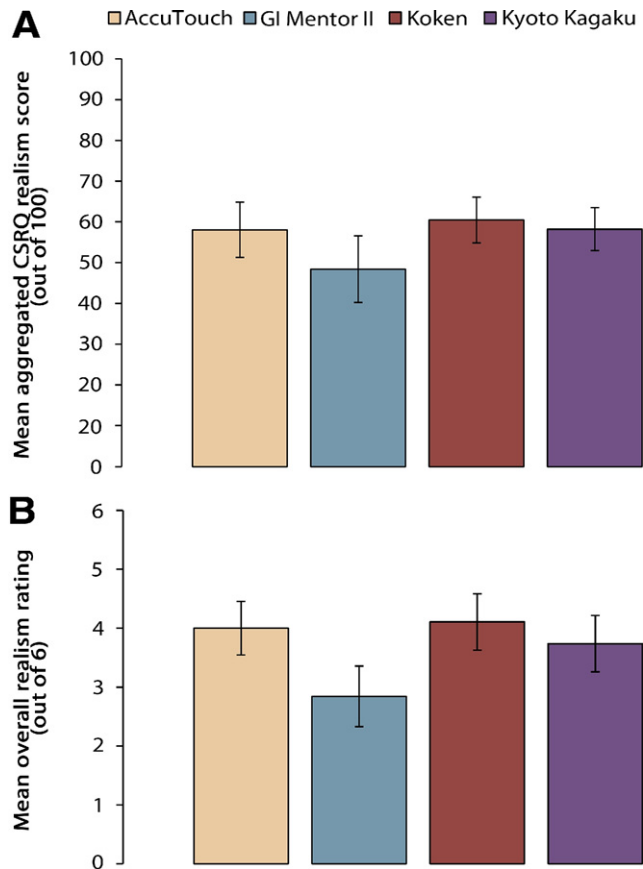 A
AccuTouch GI Mentor II Koken Kyoto Kagaku
Mean aggregated CSRQ realism score
(out of 100)
100
90
80
70
60
50
40
30
20
20
0
B
Mean overall realism rating
(out of 6)
6
5
4
3
2
1
0